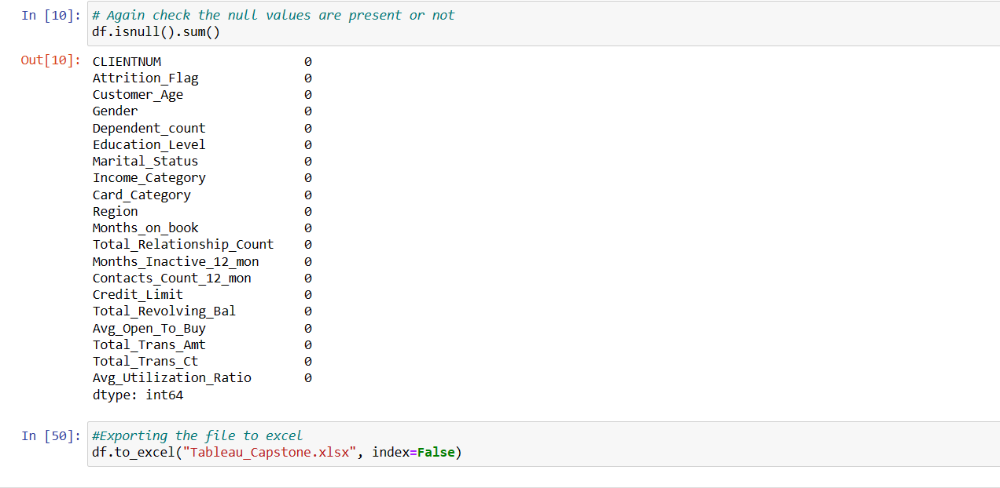 In [10]: # Again check the null values are present or not
df.isnull().sum()
Out[10]: CLIENTNUM 0
Attrition_Flag 0
Customer_Age 0
Gender 0
Dependent_count 0
Education_Level 0
Marital_Status 0
Income_Category 0
Card_Category 0
Region 0
Months_on_book 0
Total_Relationship_Count 0
Months_Inactive_12_mon 0
Contacts_Count_12_mon 0
Credit_Limit 0
Total_Revolving_Bal 0
Avg_Open_To_Buy 0
Total_Trans_Amt 0
Total_Trans_Ct 0
Avg_Utilization_Ratio 0
dtype: int64
In [50]: #Exporting the file to excel
df.to_excel("Tableau_Capstone.xlsx", index=False)